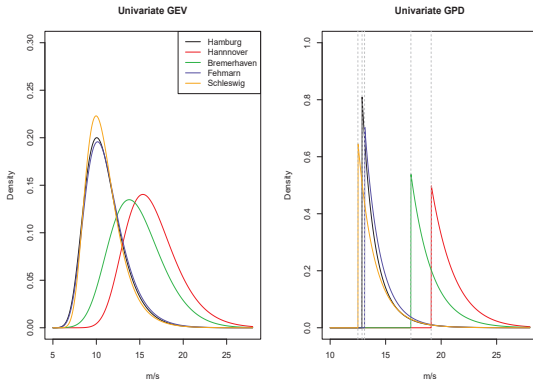 Univariate GEV
Density
0.00
0.05
0.10
0.15
0.20
0.25
0.30
5
10
15
20
25
m/s
Hamburg
Hannnover
Bremerhaven
Fehmarn
Schleswig
Univariate GPD
Density
0.0
0.2
0.4
0.6
0.8
1.0
10
15
20
25
m/s